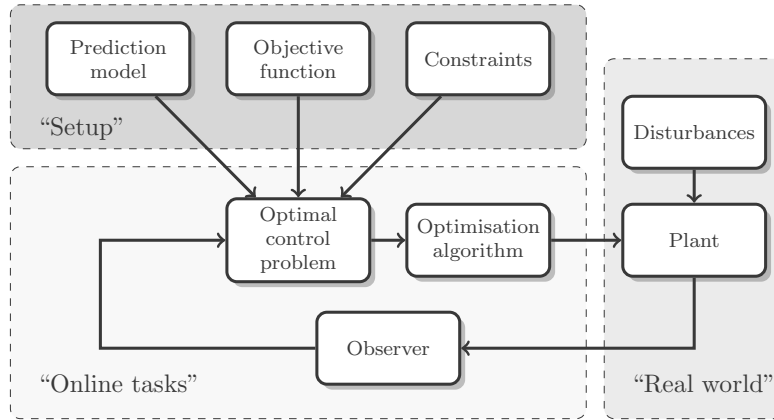 Prediction
model
Objective
function
Constraints
“Setup”
Disturbances
Optimal
control
problem
Optimisation
algorithm
Plant
Observer
“Online tasks”
“Real world”